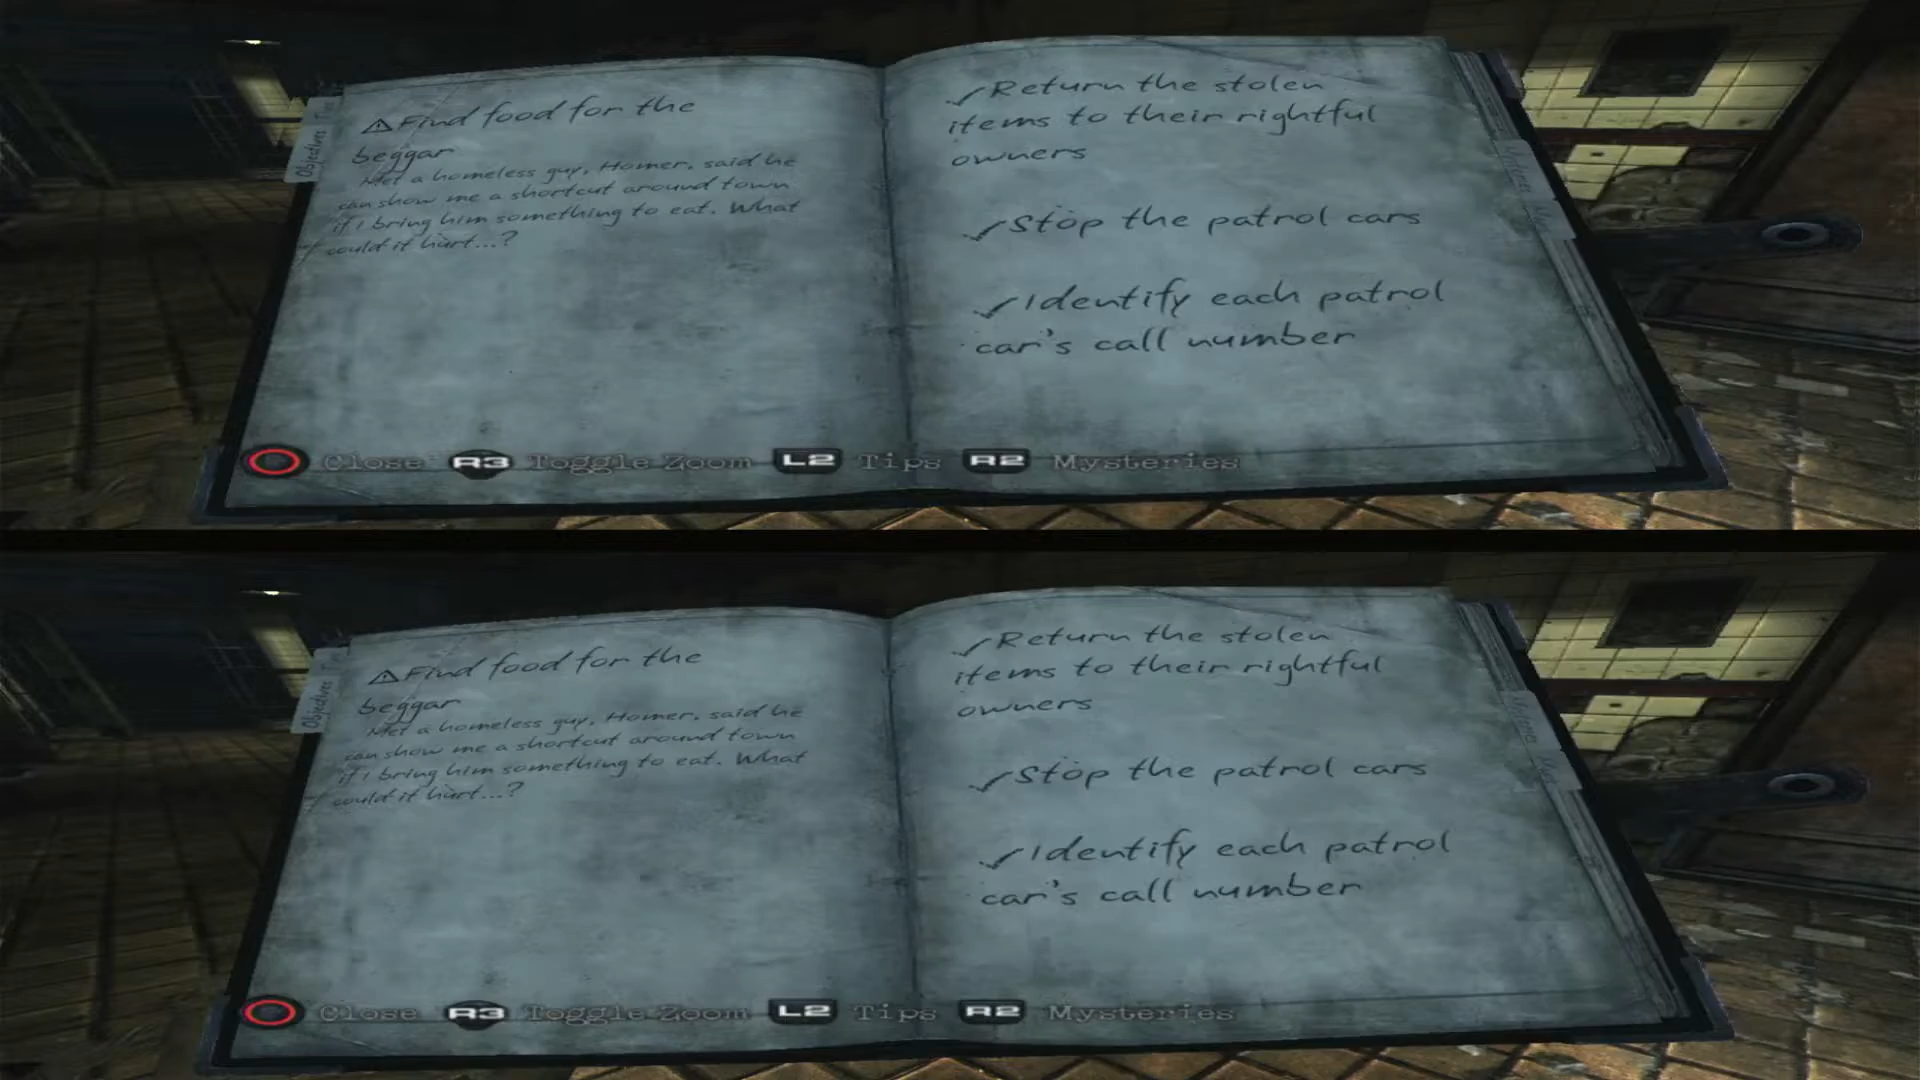 Objectives
⚠Find food for the
beggar
Met a homeless guy, Homer, said he
can show me a shortcut around town
if I bring him something to eat. What
could it hurt...?
✓Return the stolen
items to their rightful
owners
✓Stop the patrol cars
✓Identify each patrol
car's call number
Close R3 Toggle Zoom L2 Tips R2 Mysteries
Objectives
⚠Find food for the
beggar
Met a homeless guy, Homer, said he
can show me a shortcut around town
if I bring him something to eat. What
could it hurt...?
✓Return the stolen
items to their rightful
owners
✓Stop the patrol cars
✓Identify each patrol
car's call number
Close R3 Toggle Zoom L2 Tips R2 Mysteries